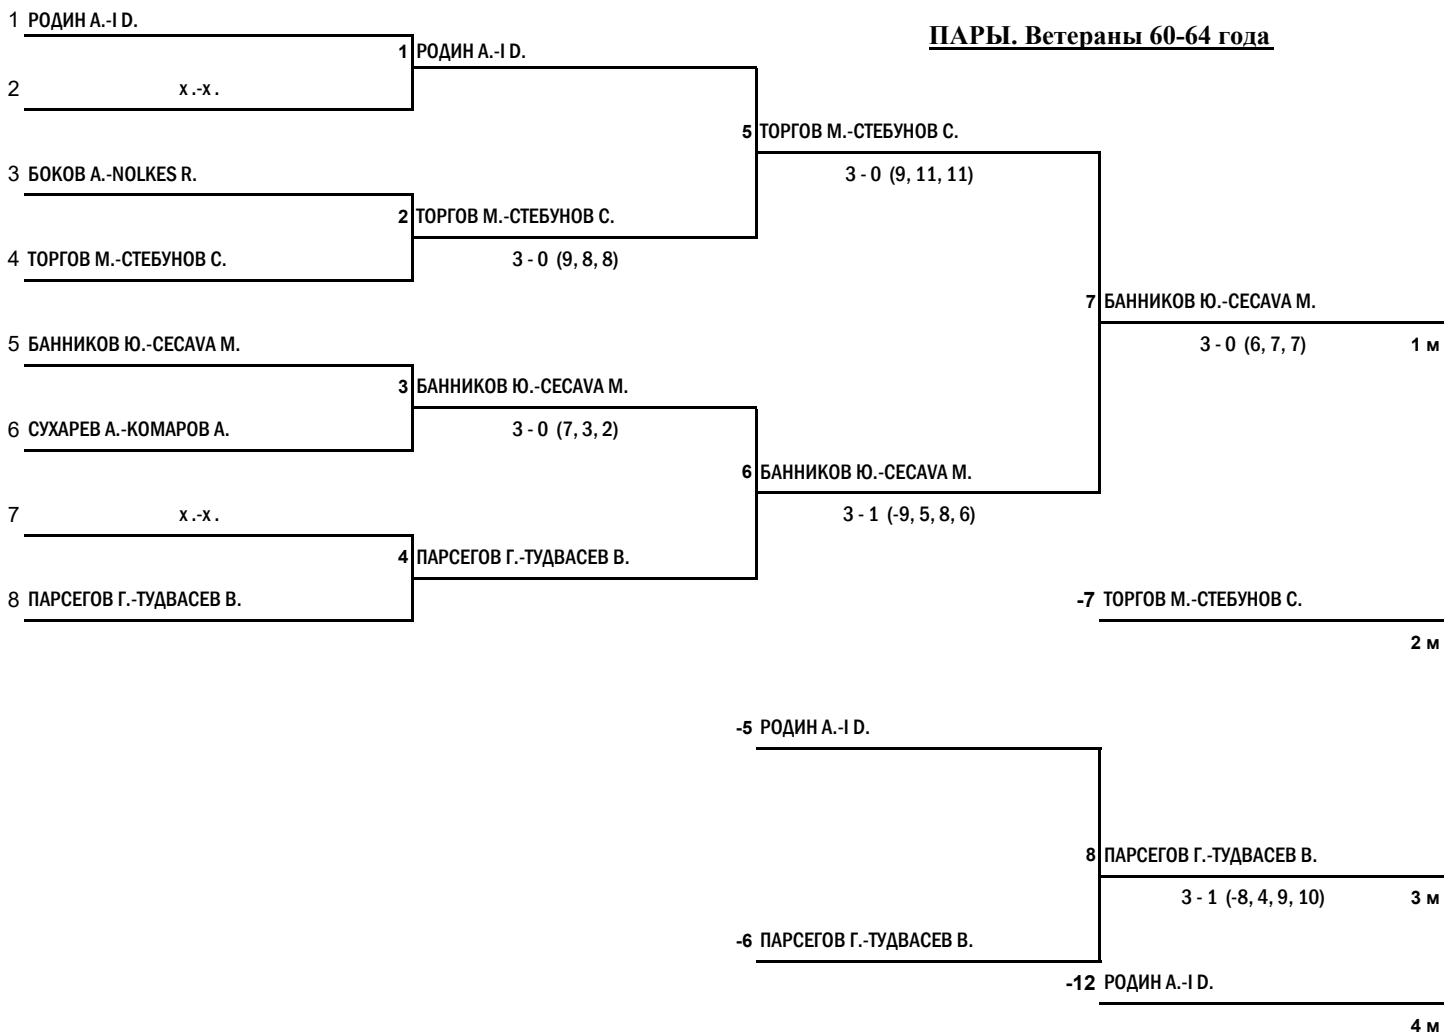 1 РОДИН А.-I D.
ПАРЫ. Ветераны 60-64 года
1 РОДИН А.-I D.
2 х .-х .
5 ТОРГОВ М.-СТЕБУНОВ С.
3 БОКОВ А.-NOLKES R.
3 - 0 (9, 11, 11)
2 ТОРГОВ М.-СТЕБУНОВ С.
4 ТОРГОВ М.-СТЕБУНОВ С.
3 - 0 (9, 8, 8)
7 БАННИКОВ Ю.-CECAVA M.
5 БАННИКОВ Ю.-CECAVA M.
3 - 0 (6, 7, 7) 1 м
3 БАННИКОВ Ю.-CECAVA M.
6 СУХАРЕВ А.-КОМАРОВ А.
3 - 0 (7, 3, 2)
6 БАННИКОВ Ю.-CECAVA M.
7 х .-х .
3 - 1 (-9, 5, 8, 6)
4 ПАРСЕГОВ Г.-ТУДВАСЕВ В.
8 ПАРСЕГОВ Г.-ТУДВАСЕВ В.
-7 ТОРГОВ М.-СТЕБУНОВ С.
2 м
-5 РОДИН А.-I D.
8 ПАРСЕГОВ Г.-ТУДВАСЕВ В.
3 - 1 (-8, 4, 9, 10) 3 м
-6 ПАРСЕГОВ Г.-ТУДВАСЕВ В.
-12 РОДИН А.-I D.
4 м